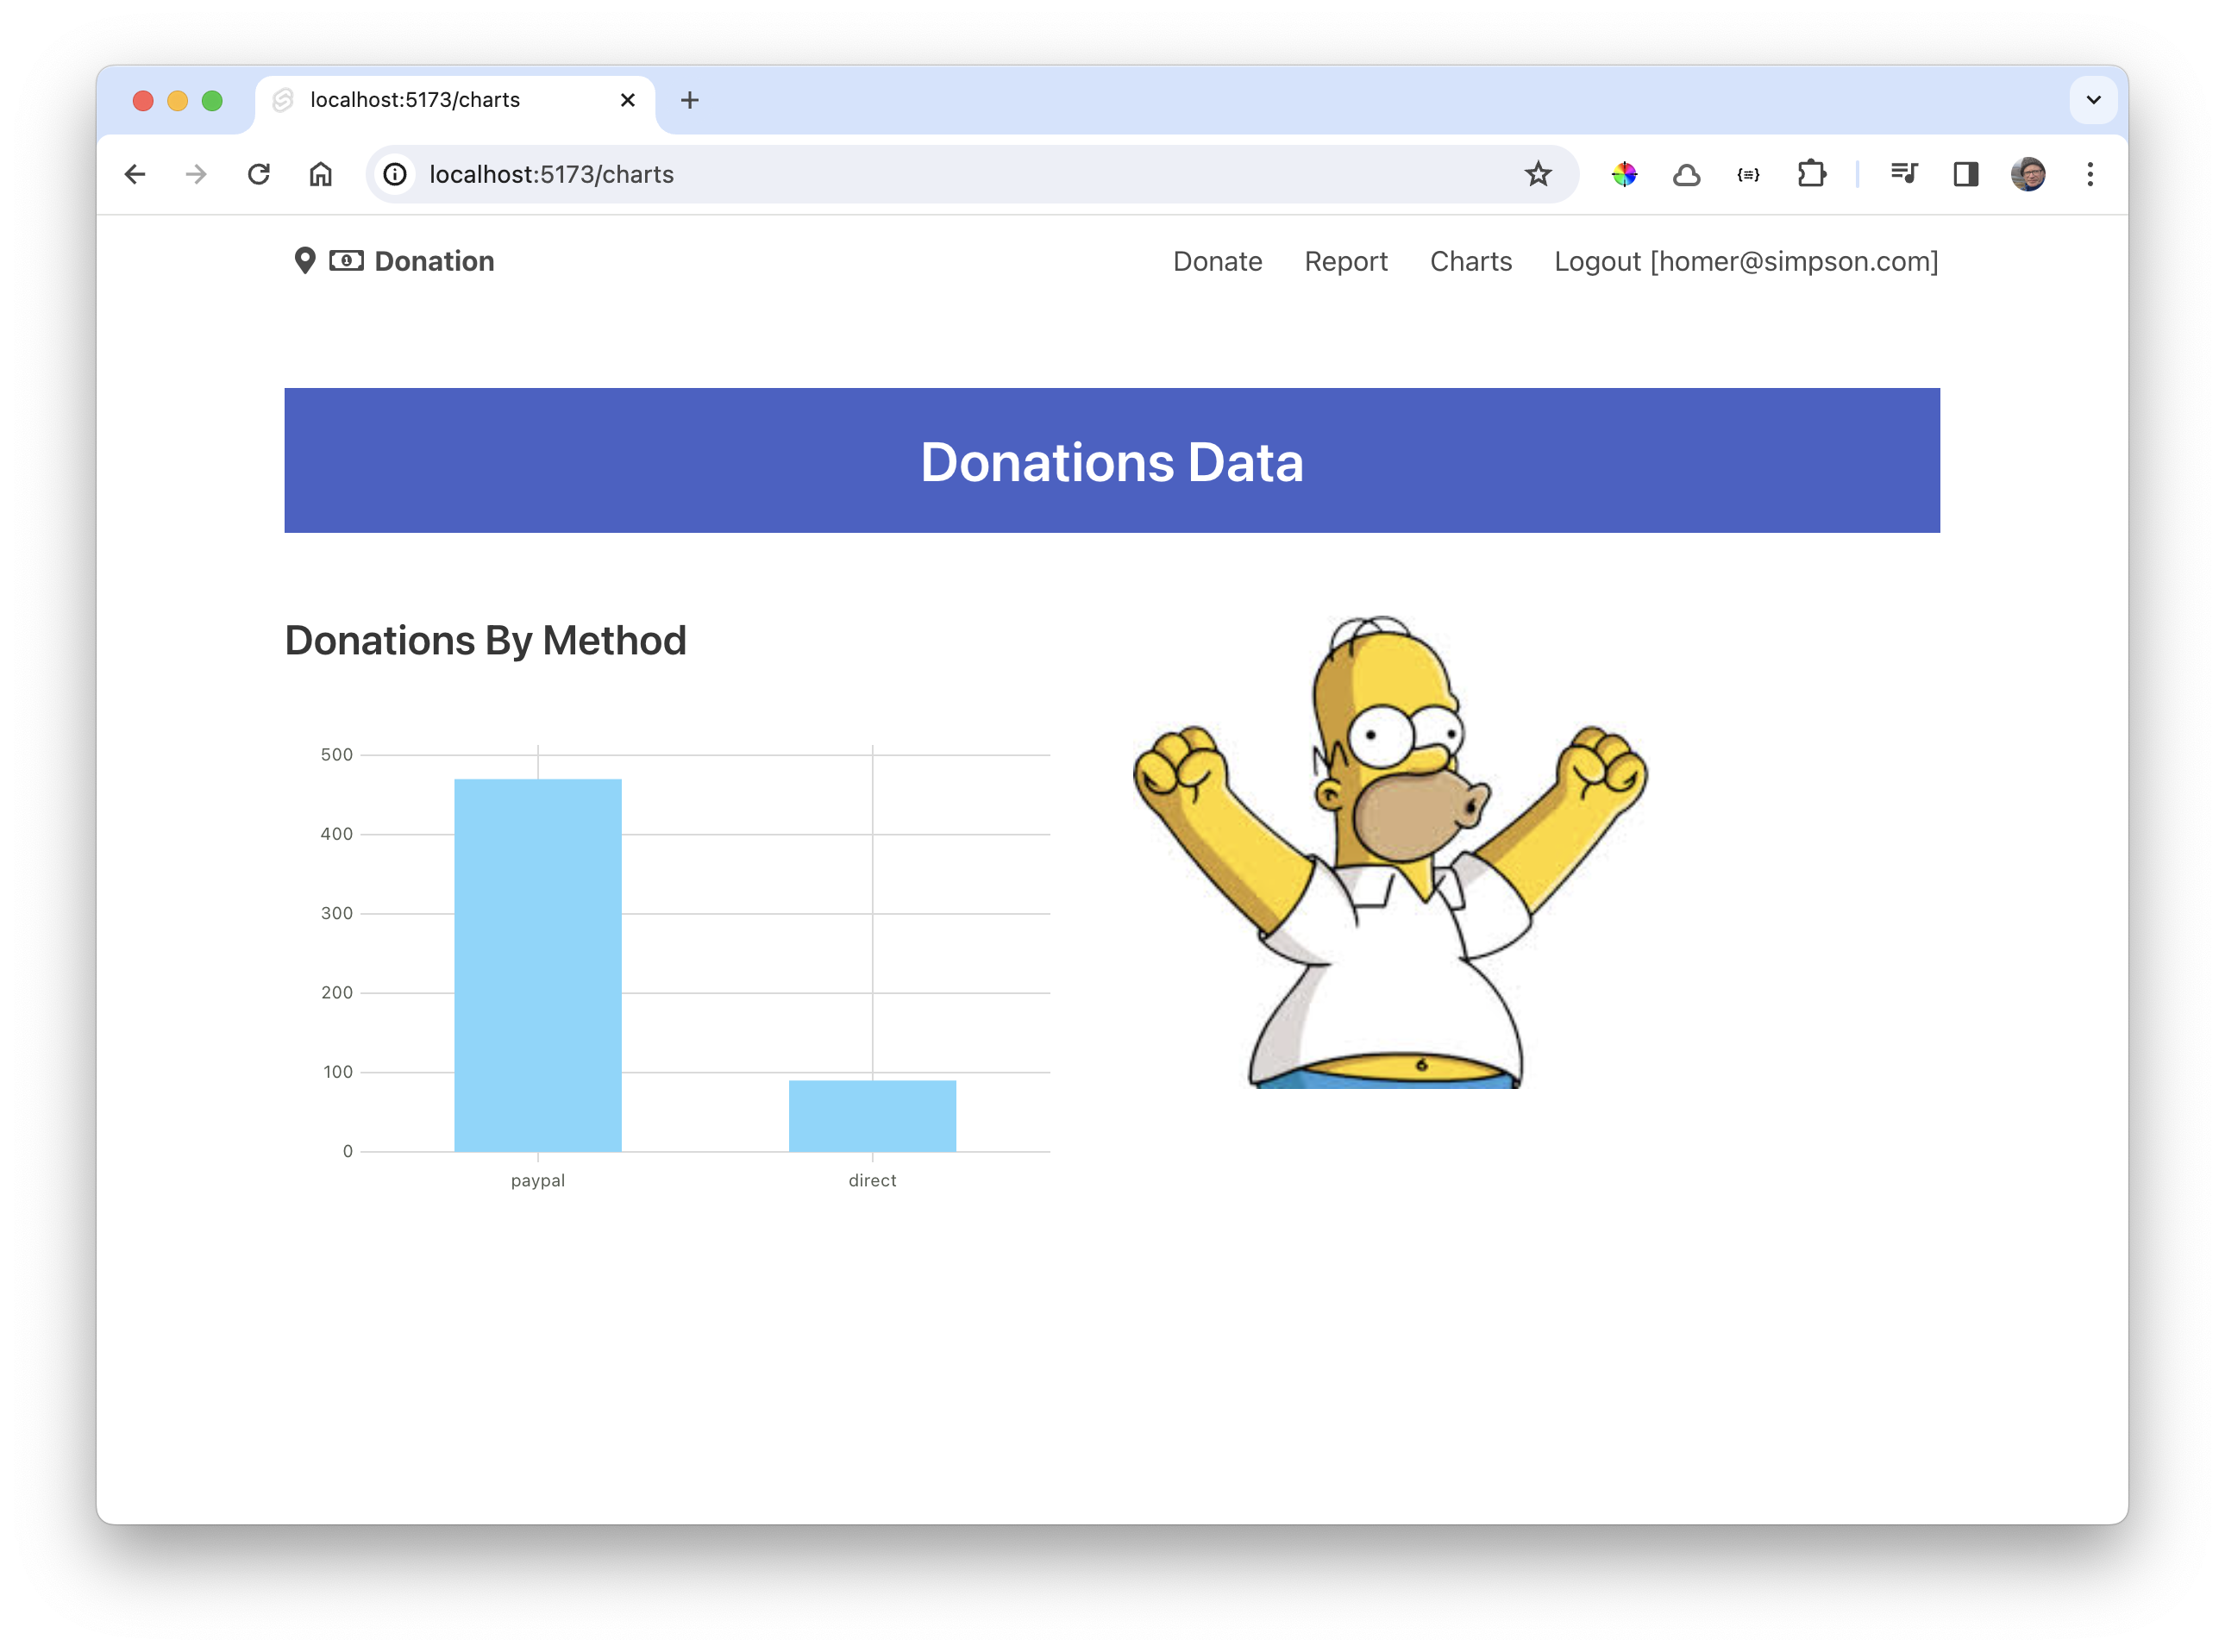 localhost:5173/charts
localhost:5173/charts
Donation
Donate Report Charts Logout [homer@simpson.com]
Donations Data
Donations By Method
500
400
300
200
100
0
paypal direct